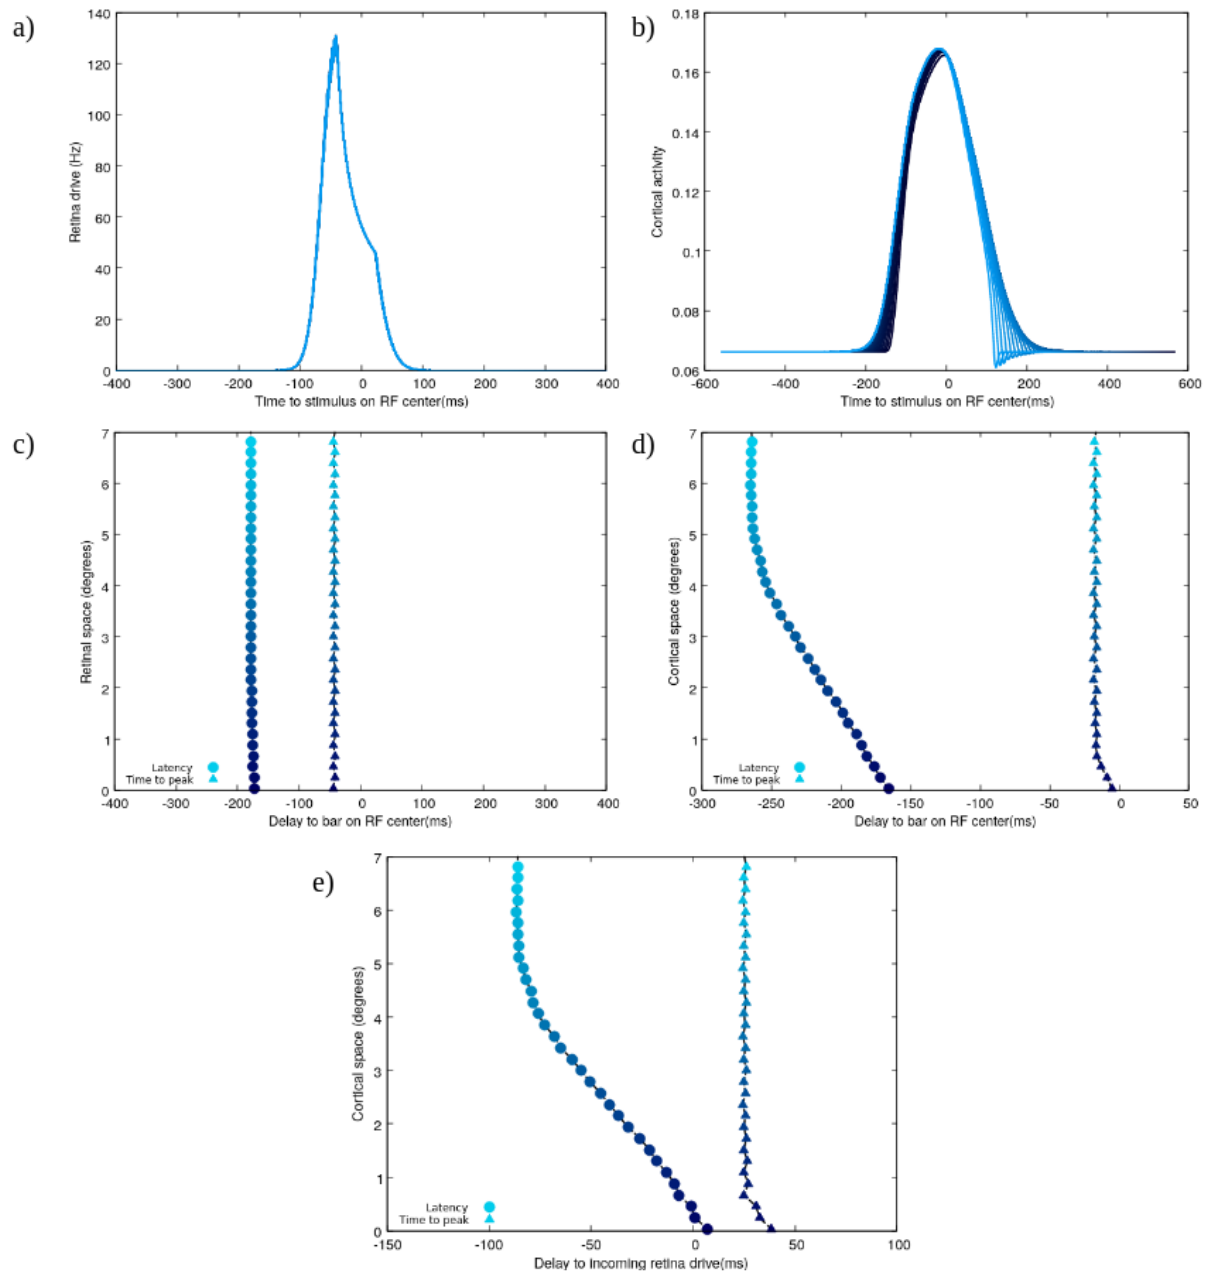 a)
140
120
100
80
60
40
20
0
Retina drive (Hz)
-400 -300 -200 -100 0 100 200 300 400
Time to stimulus on RF center(ms)
b)
0.18
0.16
0.14
0.12
0.1
0.08
0.06
Cortical activity
-600 -400 -200 0 200 400 600
Time to stimulus on RF center(ms)
c)
7
6
5
4
3
2
1
0
Retinal space (degrees)
Latency
Time to peak
-400 -300 -200 -100 0 100 200 300 400
Delay to bar on RF center(ms)
d)
7
6
5
4
3
2
1
0
Cortical space (degrees)
Latency
Time to peak
-300 -250 -200 -150 -100 -50 0 50
Delay to bar on RF center(ms)
e)
7
6
5
4
3
2
1
0
Cortical space (degrees)
Latency
Time to peak
-150 -100 -50 0 50 100
Delay to incoming retina drive(ms)